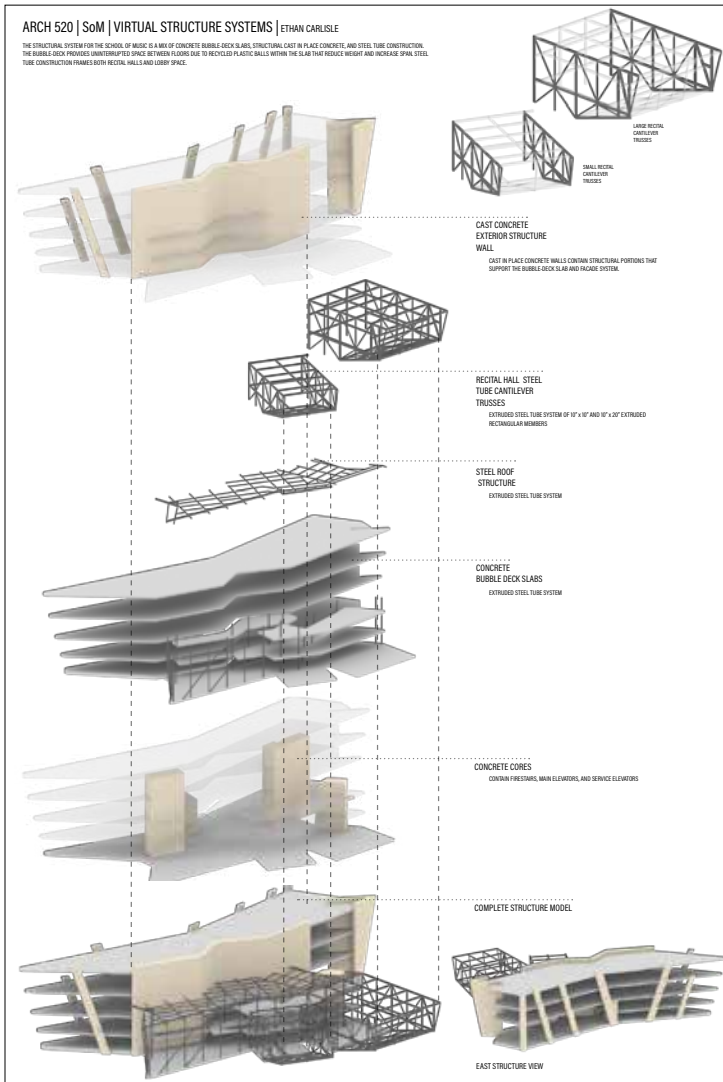 ARCH 520 | SoM | VIRTUAL STRUCTURE SYSTEMS | ETHAN CARLISLE
THE STRUCTURAL SYSTEM FOR THE SCHOOL OF MUSIC IS A MIX OF CONCRETE BUBBLE-DECK SLABS, STRUCTURAL CAST IN PLACE CONCRETE, AND STEEL TUBE CONSTRUCTION.
THE BUBBLE-DECK PROVIDES UNINTERRUPTED SPACE BETWEEN FLOORS DUE TO RECYCLED PLASTIC BALLS WITHIN THE SLAB THAT REDUCE WEIGHT AND INCREASE SPAN. STEEL
TUBE CONSTRUCTION FRAMES BOTH RECITAL HALLS AND LOBBY SPACE.
LARGE RECITAL
CANTILEVER
TRUSSES
SMALL RECITAL
CANTILEVER
TRUSSES
CAST CONCRETE
EXTERIOR STRUCTURE
WALL
CAST IN PLACE CONCRETE WALLS CONTAIN STRUCTURAL PORTIONS THAT
SUPPORT THE BUBBLE-DECK SLAB AND FACADE SYSTEM.
RECITAL HALL STEEL
TUBE CANTILEVER
TRUSSES
EXTRUDED STEEL TUBE SYSTEM OF 10" x 10" AND 10" x 20" EXTRUDED
RECTANGULAR MEMBERS
STEEL ROOF
STRUCTURE
EXTRUDED STEEL TUBE SYSTEM
CONCRETE
BUBBLE DECK SLABS
EXTRUDED STEEL TUBE SYSTEM
CONCRETE CORES
CONTAIN FIRESTAIRS, MAIN ELEVATORS, AND SERVICE ELEVATORS
COMPLETE STRUCTURE MODEL
EAST STRUCTURE VIEW